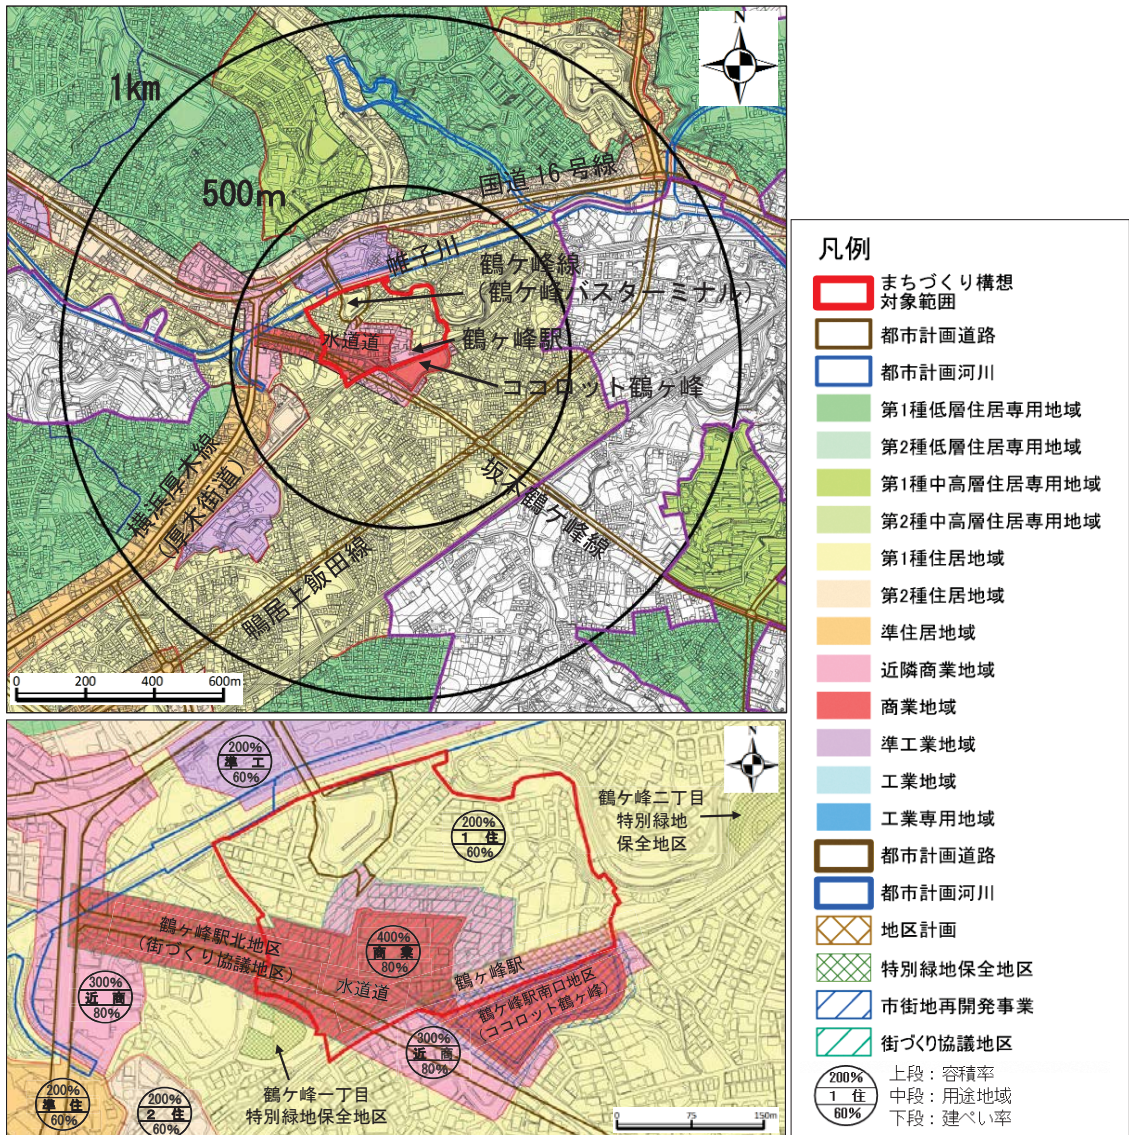 N
1km
500m
国道16号線
帷子川
鶴ケ峰線
(鶴ケ峰バスターミナル)
水道道
鶴ケ峰駅
ココロット鶴ケ峰
横浜厚木線
(厚木街道)
坂本鶴ケ峰線
鴨居上飯田線
0 200 400 600m
N
200%
準 工
60%
鶴ケ峰二丁目
特別緑地
保全地区
200%
1 住
60%
鶴ケ峰駅北地区
(街づくり協議地区)
400%
商 業
80%
鶴ケ峰駅
水道道
鶴ケ峰駅南口地区
(ココロット鶴ケ峰)
300%
近 商
80%
300%
近 商
80%
鶴ケ峰一丁目
特別緑地保全地区
200%
準 住
60%
200%
2 住
60%
0 75 150m
凡例
まちづくり構想
対象範囲
都市計画道路
都市計画河川
第1種低層住居専用地域
第2種低層住居専用地域
第1種中高層住居専用地域
第2種中高層住居専用地域
第1種住居地域
第2種住居地域
準住居地域
近隣商業地域
商業地域
準工業地域
工業地域
工業専用地域
都市計画道路
都市計画河川
地区計画
特別緑地保全地区
市街地再開発事業
街づくり協議地区
200%
1 住
60%
上段：容積率
中段：用途地域
下段：建ぺい率